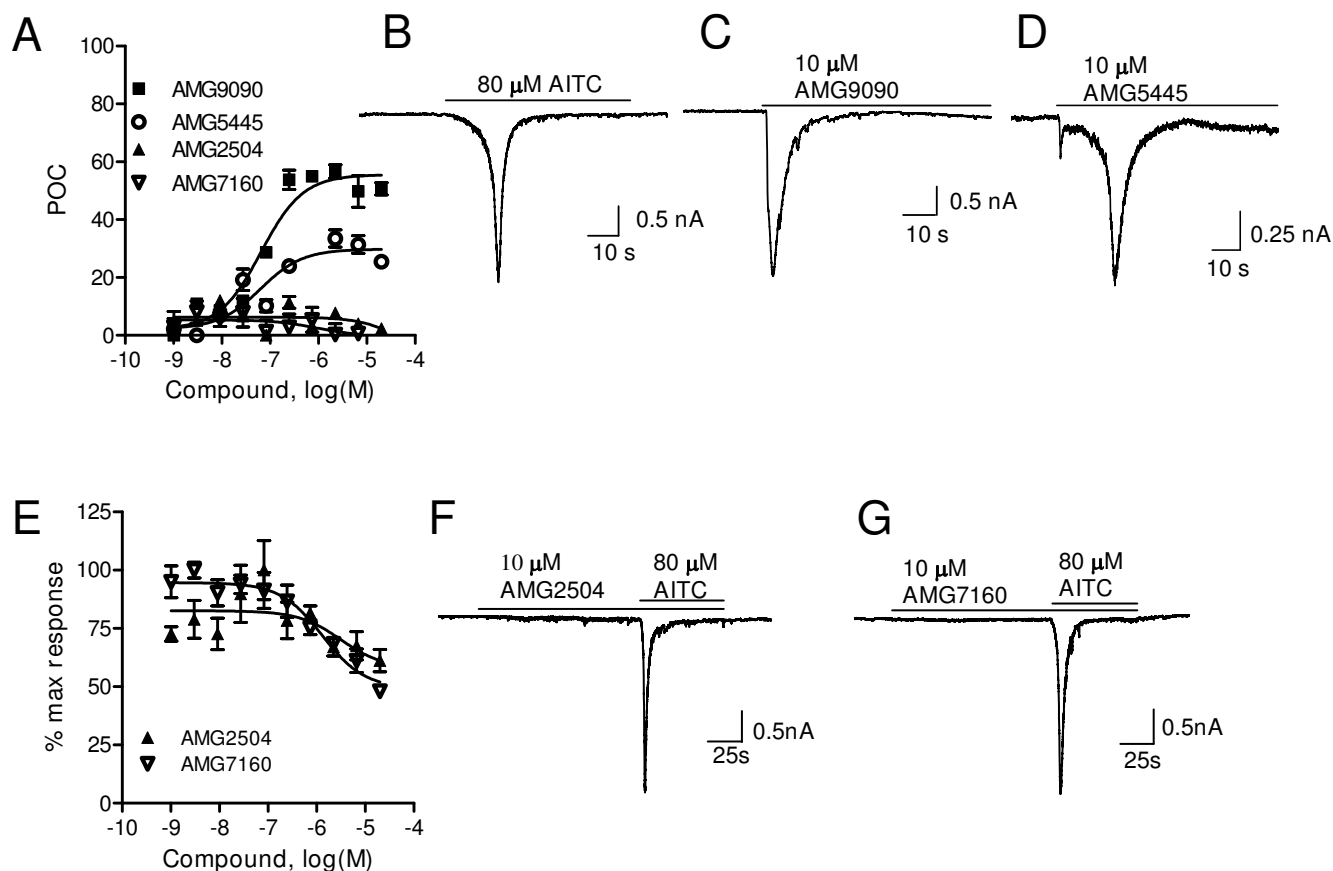 A
100
80
60
40
20
0
POC
AMG9090
AMG5445
AMG2504
AMG7160
-10 -9 -8 -7 -6 -5 -4
Compound, log(M)
B
80 µM AITC
0.5 nA
10 s
C
10 µM
AMG9090
0.5 nA
10 s
D
10 µM
AMG5445
0.25 nA
10 s
E
125
100
75
50
25
0
% max response
AMG2504
AMG7160
-10 -9 -8 -7 -6 -5 -4
Compound, log(M)
F
10 µM
AMG2504
80 µM
AITC
0.5nA
25s
G
10 µM
AMG7160
80 µM
AITC
0.5nA
25s